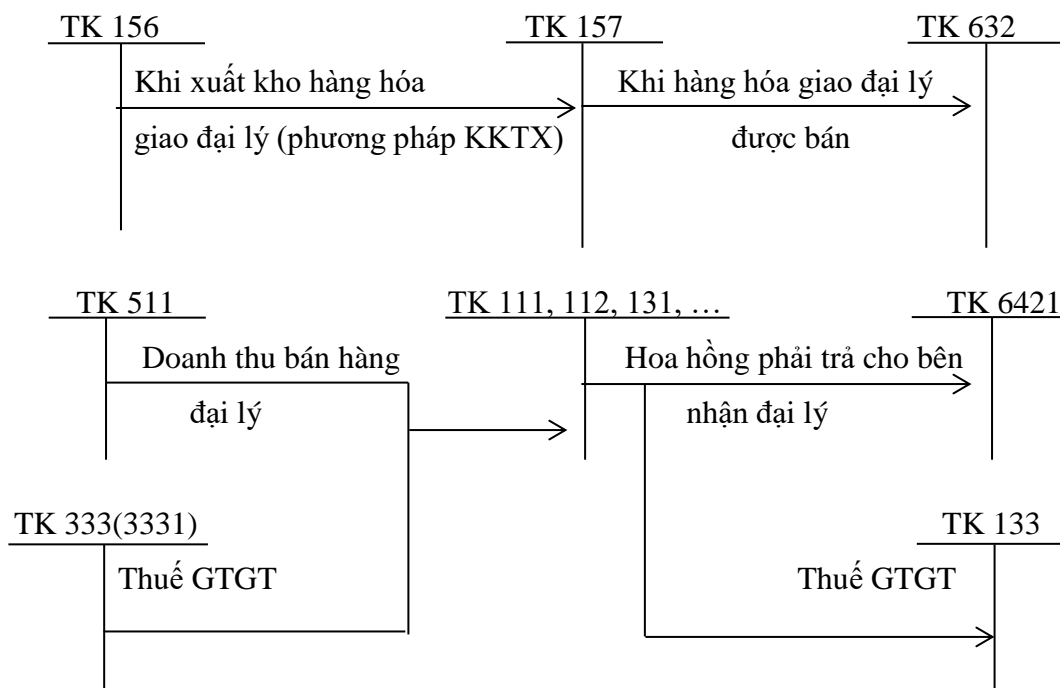 TK 156
TK 157
TK 632
Khi xuất kho hàng hóa
giao đại lý (phương pháp KKTX)
Khi hàng hóa giao đại lý
được bán
TK 511
TK 111, 112, 131, …
TK 6421
Doanh thu bán hàng
đại lý
Hoa hồng phải trả cho bên
nhận đại lý
TK 333(3331)
TK 133
Thuế GTGT
Thuế GTGT